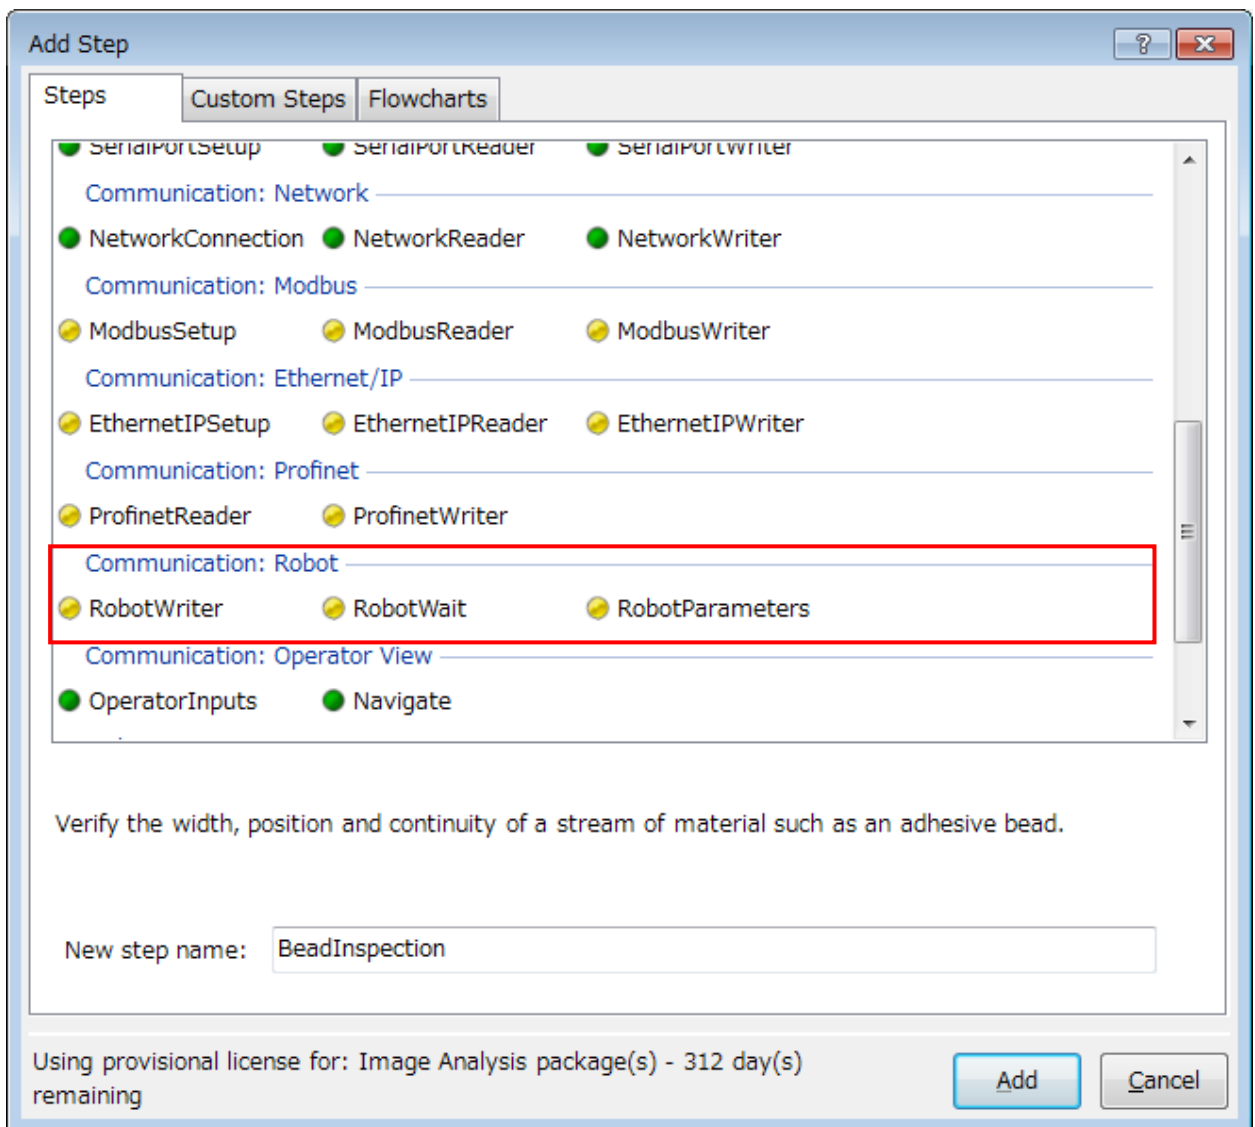 Add Step
Steps Custom Steps Flowcharts
SerialPortSetup SerialPortReader SerialPortWriter
Communication: Network
NetworkConnection NetworkReader NetworkWriter
Communication: Modbus
ModbusSetup ModbusReader ModbusWriter
Communication: Ethernet/IP
EthernetIPSetup EthernetIPReader EthernetIPWriter
Communication: Profinet
ProfinetReader ProfinetWriter
Communication: Robot
RobotWriter RobotWait RobotParameters
Communication: Operator View
OperatorInputs Navigate
Verify the width, position and continuity of a stream of material such as an adhesive bead.
New step name: BeadInspection
Using provisional license for: Image Analysis package(s) - 312 day(s)
remaining
Add Cancel